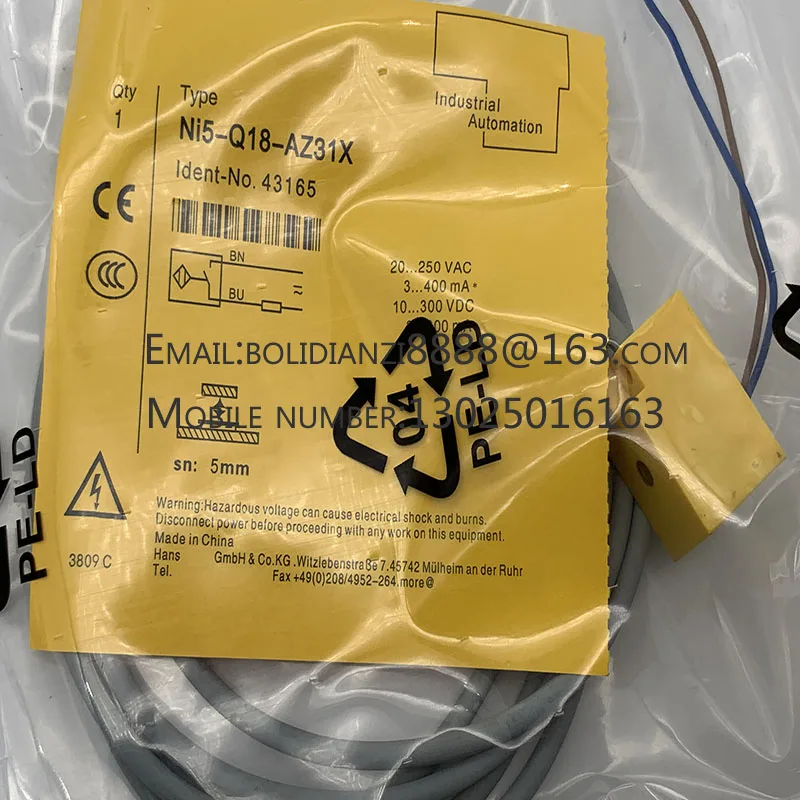 Qty
1
Type
Ni5-Q18-AZ31X
Ident-No. 43165
Industrial
Automation
CE
CCC
BN
BU
20...250 VAC
3...400 mA*
10...300 VDC
EMAIL:BOLIDIANZI8888@163.COM
MOBILE NUMBER:13025016163
04
PE-LD
PE-LD
sn: 5mm
Warning:Hazardous voltage can cause electrical shock and burns.
Disconnect power before proceeding with any work on this equipment.
Made in China
3809 C
Hans GmbH & Co.KG .Witzlebenstraße 7.45742 Mülheim an der Ruhr
Tel. Fax +49(0)208/4952-264.more@